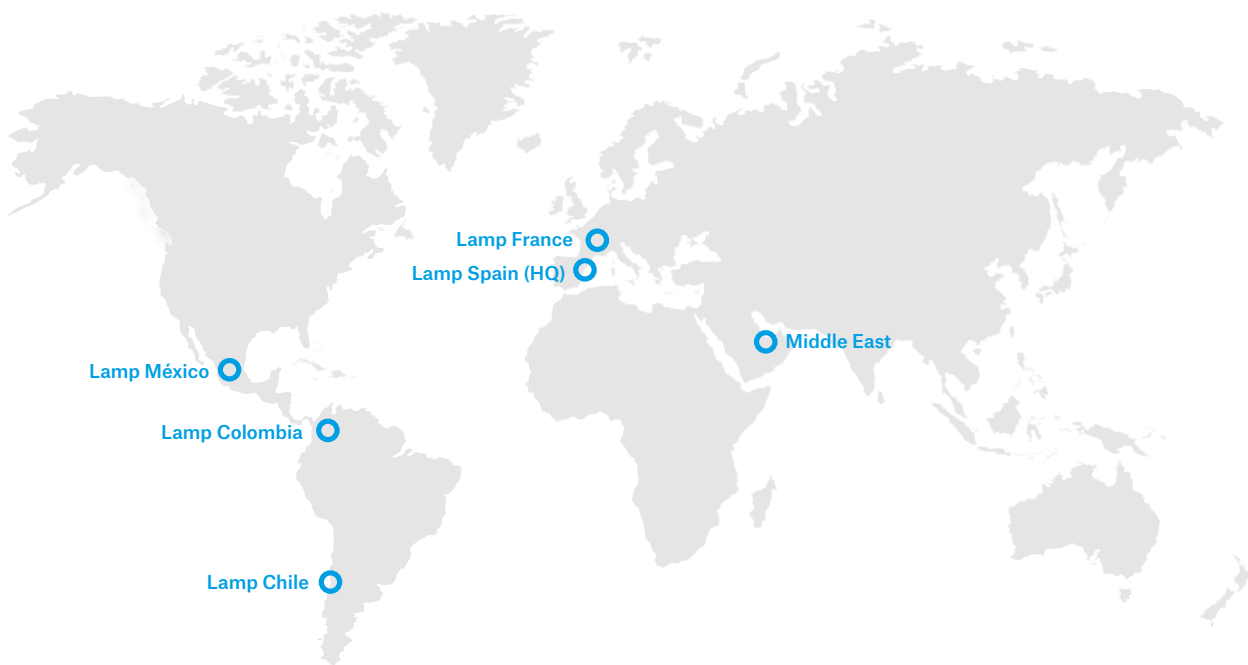 Lamp France
Lamp Spain (HQ)
Middle East
Lamp México
Lamp Colombia
Lamp Chile